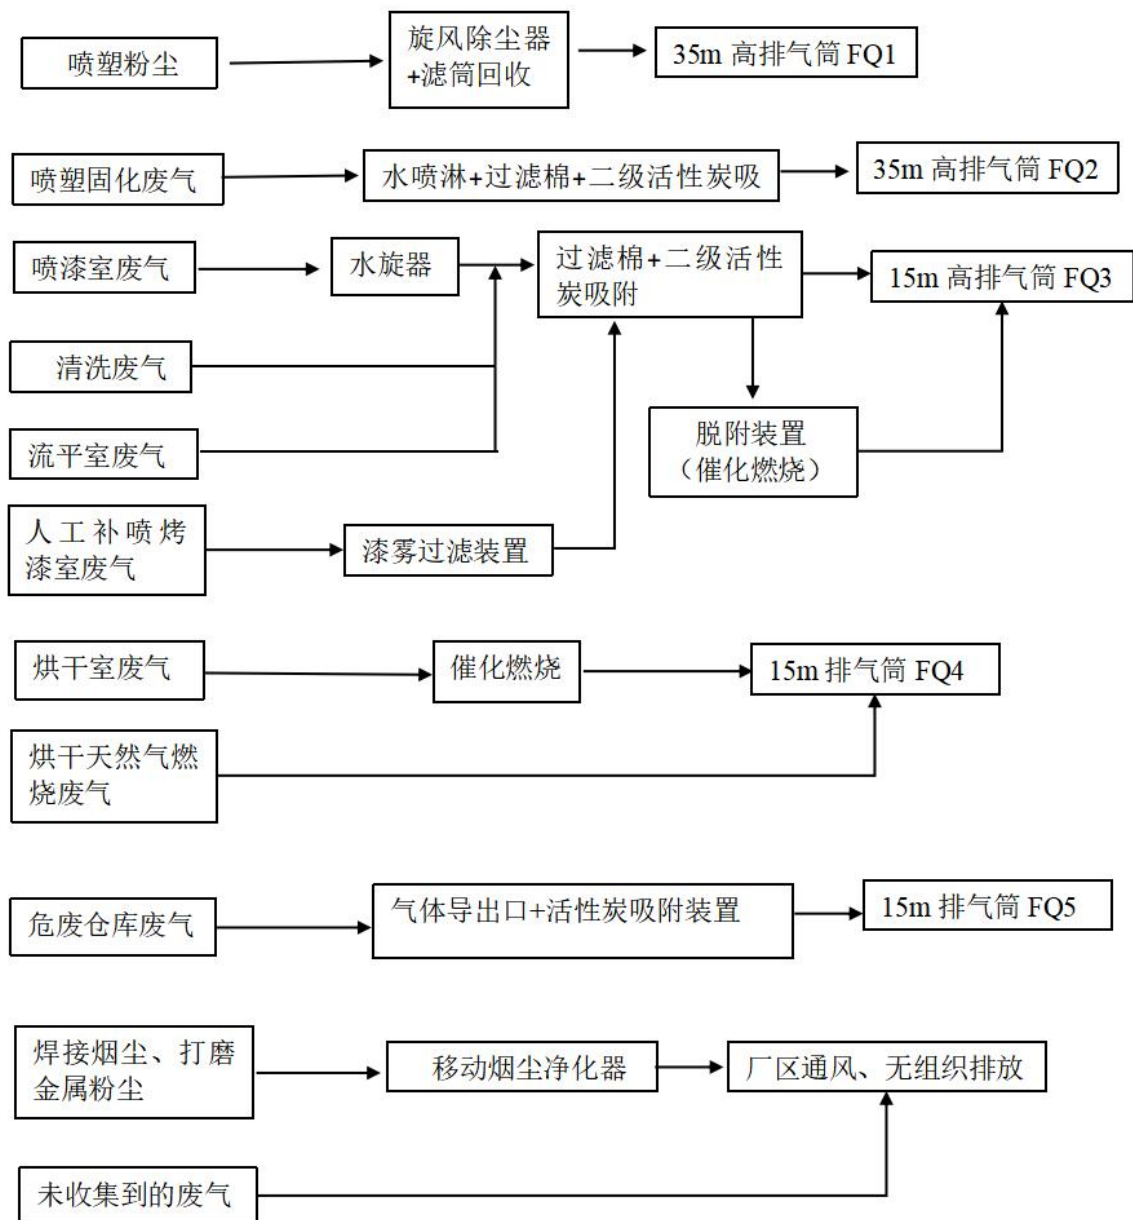 喷塑粉尘
旋风除尘器
+滤筒回收
35m 高排气筒 FQ1
喷塑固化废气
水喷淋+过滤棉+二级活性炭吸
35m 高排气筒 FQ2
喷漆室废气
水旋器
过滤棉+二级活性
炭吸附
15m 高排气筒 FQ3
清洗废气
流平室废气
脱附装置
（催化燃烧）
人工补喷烤
漆室废气
漆雾过滤装置
烘干室废气
催化燃烧
15m 排气筒 FQ4
烘干天然气燃
烧废气
危废仓库废气
气体导出口+活性炭吸附装置
15m 排气筒 FQ5
焊接烟尘、打磨
金属粉尘
移动烟尘净化器
厂区通风、无组织排放
未收集到的废气